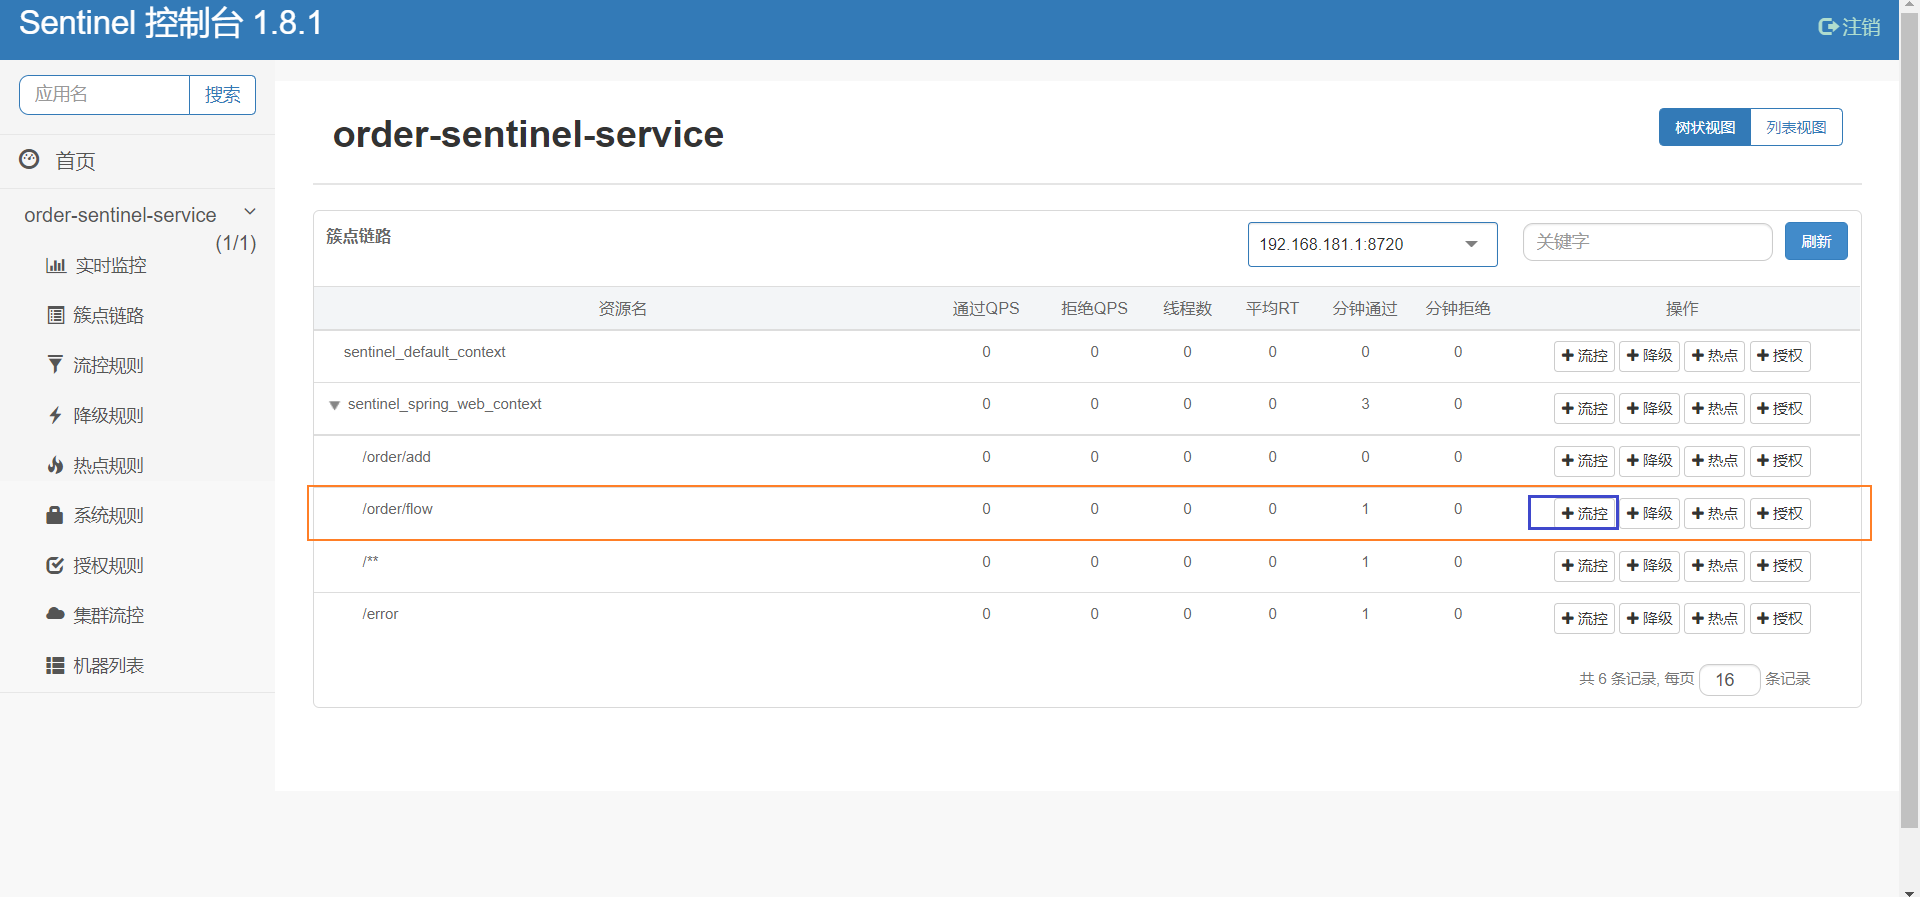 Sentinel 控制台 1.8.1
注销
应用名
搜索
首页
order-sentinel-service
(1/1)
实时监控
簇点链路
流控规则
降级规则
热点规则
系统规则
授权规则
集群流控
机器列表
order-sentinel-service
树状视图 列表视图
簇点链路
192.168.181.1:8720
关键字
刷新
资源名 通过QPS 拒绝QPS 线程数 平均RT 分钟通过 分钟拒绝 操作
sentinel_default_context 0 0 0 0 0 0 流控 降级 热点 授权
sentinel_spring_web_context 0 0 0 0 3 0 流控 降级 热点 授权
/order/add 0 0 0 0 0 0 流控 降级 热点 授权
/order/flow 0 0 0 0 1 0 流控 降级 热点 授权
/** 0 0 0 0 1 0 流控 降级 热点 授权
/error 0 0 0 0 1 0 流控 降级 热点 授权
共 6 条记录, 每页 16 条记录